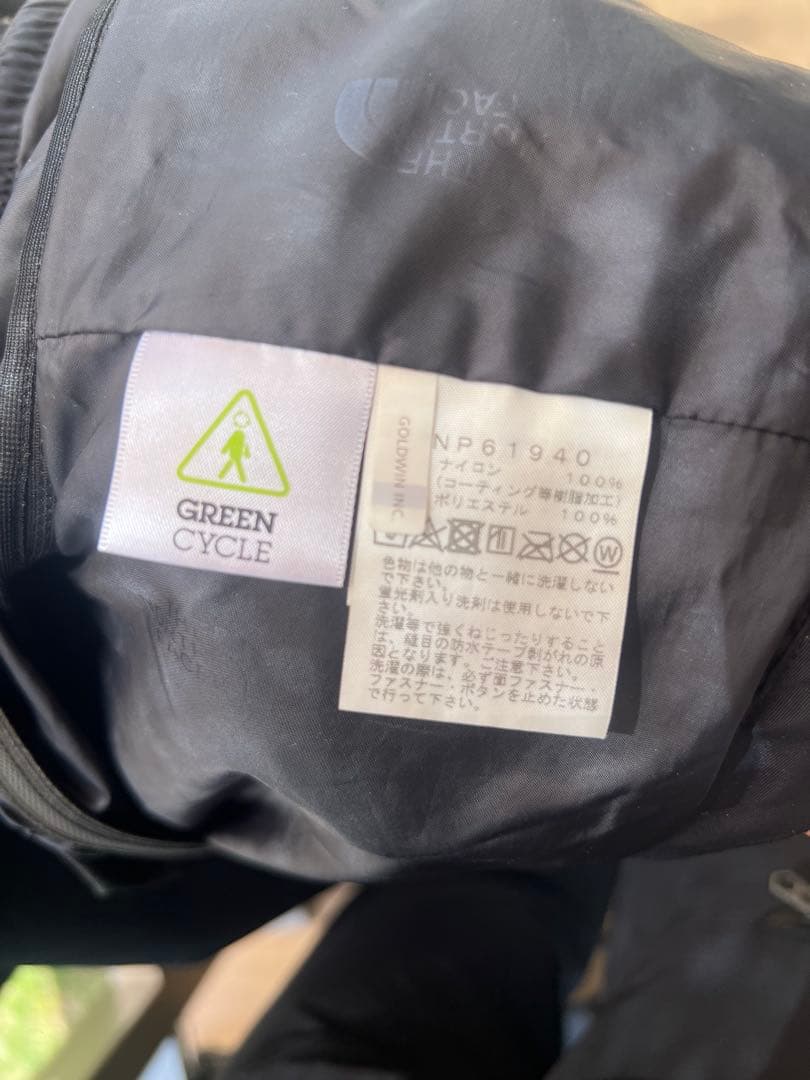 THE
NORTH
FACE
GREEN
CYCLE
GOLDWIN INC.
NP61940
ナイロン 100%
(コーティング等樹脂加工)
ポリエステル 100%
W
色物は他の物と一緒に洗濯しない
で下さい。
蛍光剤入り洗剤は使用しないで下
さい。
洗濯等で強くねじったりすること
は、縫目の防水テープ剥がれの原
因となります。ご注意下さい。
洗濯の際は、必ず面ファスナー・
ファスナー・ボタンを止めた状態
で行って下さい。